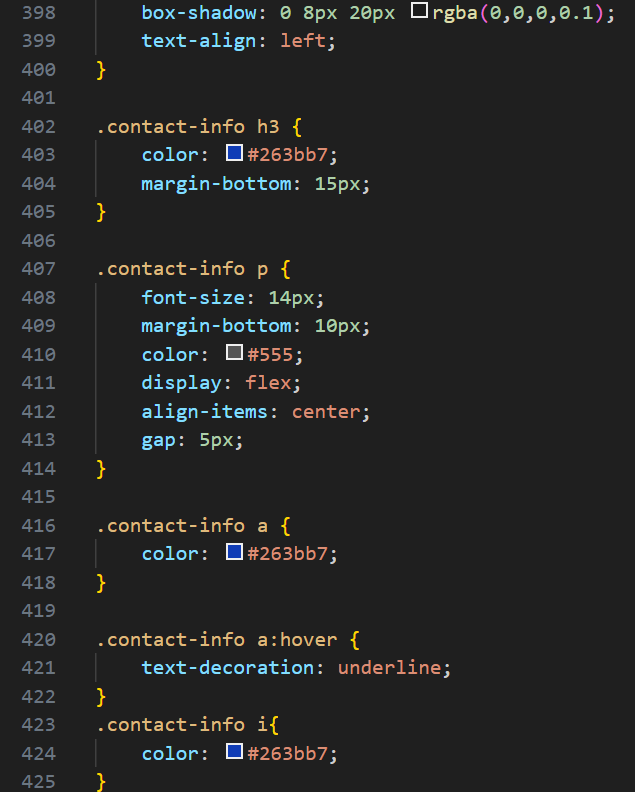 398 box-shadow: 0 8px 20px rgba(0,0,0,0.1);
399 text-align: left;
400 }
401
402 .contact-info h3 {
403 color: #263bb7;
404 margin-bottom: 15px;
405 }
406
407 .contact-info p {
408 font-size: 14px;
409 margin-bottom: 10px;
410 color: #555;
411 display: flex;
412 align-items: center;
413 gap: 5px;
414 }
415
416 .contact-info a {
417 color: #263bb7;
418 }
419
420 .contact-info a:hover {
421 text-decoration: underline;
422 }
423 .contact-info i{
424 color: #263bb7;
425 }